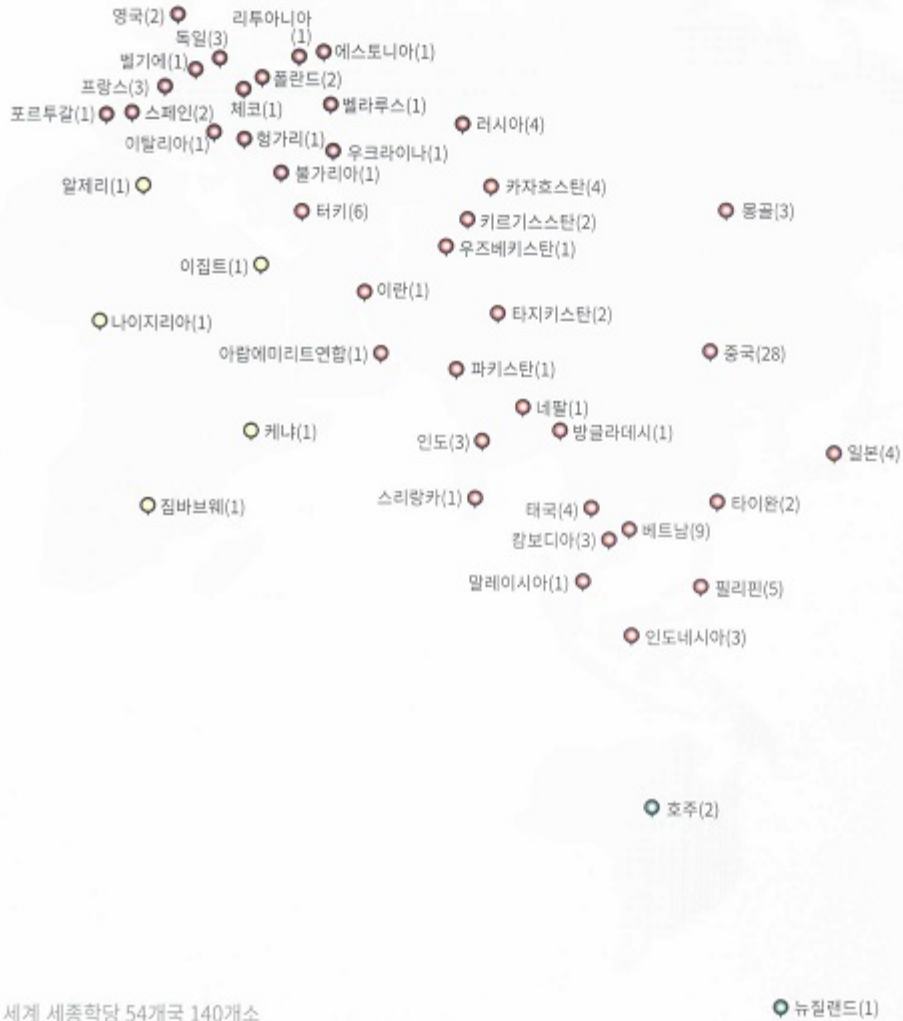 영국(2)
리투아니아
(1)
독일(3)
에스토니아(1)
벨기에(1)
폴란드(2)
프랑스(3)
체코(1)
벨라루스(1)
포르투갈(1)
스페인(2)
러시아(4)
이탈리아(1)
헝가리(1)
우크라이나(1)
불가리아(1)
알제리(1)
카자흐스탄(4)
터키(6)
몽골(3)
키르기스스탄(2)
우즈베키스탄(1)
이집트(1)
이란(1)
타지키스탄(2)
나이지리아(1)
아랍에미리트연합(1)
중국(28)
파키스탄(1)
네팔(1)
케냐(1)
방글라데시(1)
인도(3)
일본(4)
스리랑카(1)
짐바브웨(1)
태국(4)
타이완(2)
베트남(9)
캄보디아(3)
말레이시아(1)
필리핀(5)
인도네시아(3)
호주(2)
뉴질랜드(1)
세계 세종학당 54개국 140개소